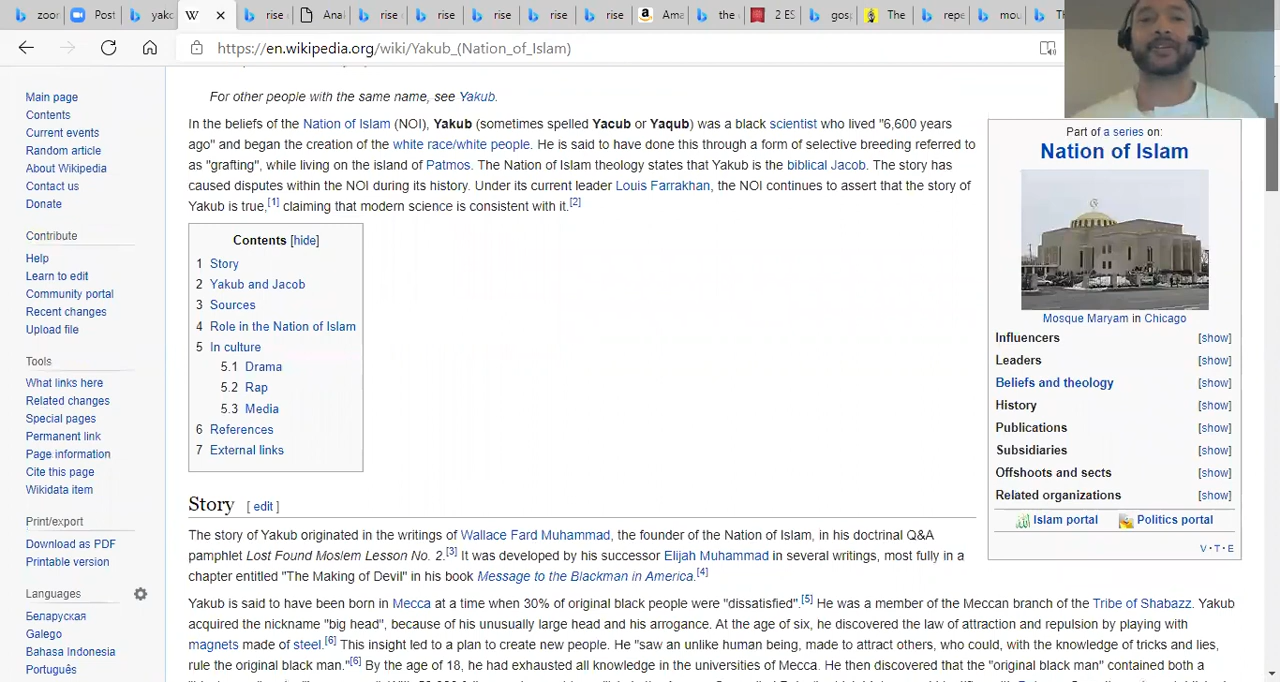 zoor
Post
yako
W
rise
Ana
rise
rise
rise
rise
rise
Ama
the
2 ES
gos
The
repe
mou
https://en.wikipedia.org/wiki/Yakub_(Nation_of_Islam)
Main page
Contents
Current events
Random article
About Wikipedia
Contact us
Donate
Contribute
Help
Learn to edit
Community portal
Recent changes
Upload file
Tools
What links here
Related changes
Special pages
Permanent link
Page information
Cite this page
Wikidata item
Print/export
Download as PDF
Printable version
Languages
Беларуская
Galego
Bahasa Indonesia
Português
For other people with the same name, see Yakub.
In the beliefs of the Nation of Islam (NOI), Yakub (sometimes spelled Yacub or Yaqub) was a black scientist who lived "6,600 years
ago" and began the creation of the white race/white people. He is said to have done this through a form of selective breeding referred to
as "grafting", while living on the island of Patmos. The Nation of Islam theology states that Yakub is the biblical Jacob. The story has
caused disputes within the NOI during its history. Under its current leader Louis Farrakhan, the NOI continues to assert that the story of
Yakub is true,[1] claiming that modern science is consistent with it.[2]
Contents [hide]
1 Story
2 Yakub and Jacob
3 Sources
4 Role in the Nation of Islam
5 In culture
5.1 Drama
5.2 Rap
5.3 Media
6 References
7 External links
Story [ edit ]
The story of Yakub originated in the writings of Wallace Fard Muhammad, the founder of the Nation of Islam, in his doctrinal Q&A
pamphlet Lost Found Moslem Lesson No. 2.[3] It was developed by his successor Elijah Muhammad in several writings, most fully in a
chapter entitled "The Making of Devil" in his book Message to the Blackman in America.[4]
Yakub is said to have been born in Mecca at a time when 30% of original black people were "dissatisfied".[5] He was a member of the Meccan branch of the Tribe of Shabazz. Yakub
acquired the nickname "big head", because of his unusually large head and his arrogance. At the age of six, he discovered the law of attraction and repulsion by playing with
magnets made of steel.[6] This insight led to a plan to create new people. He "saw an unlike human being, made to attract others, who could, with the knowledge of tricks and lies,
rule the original black man."[6] By the age of 18, he had exhausted all knowledge in the universities of Mecca. He then discovered that the "original black man" contained both a
Part of a series on:
Nation of Islam
Mosque Maryam in Chicago
Influencers [show]
Leaders [show]
Beliefs and theology [show]
History [show]
Publications [show]
Subsidiaries [show]
Offshoots and sects [show]
Related organizations [show]
Islam portal Politics portal
V · T · E